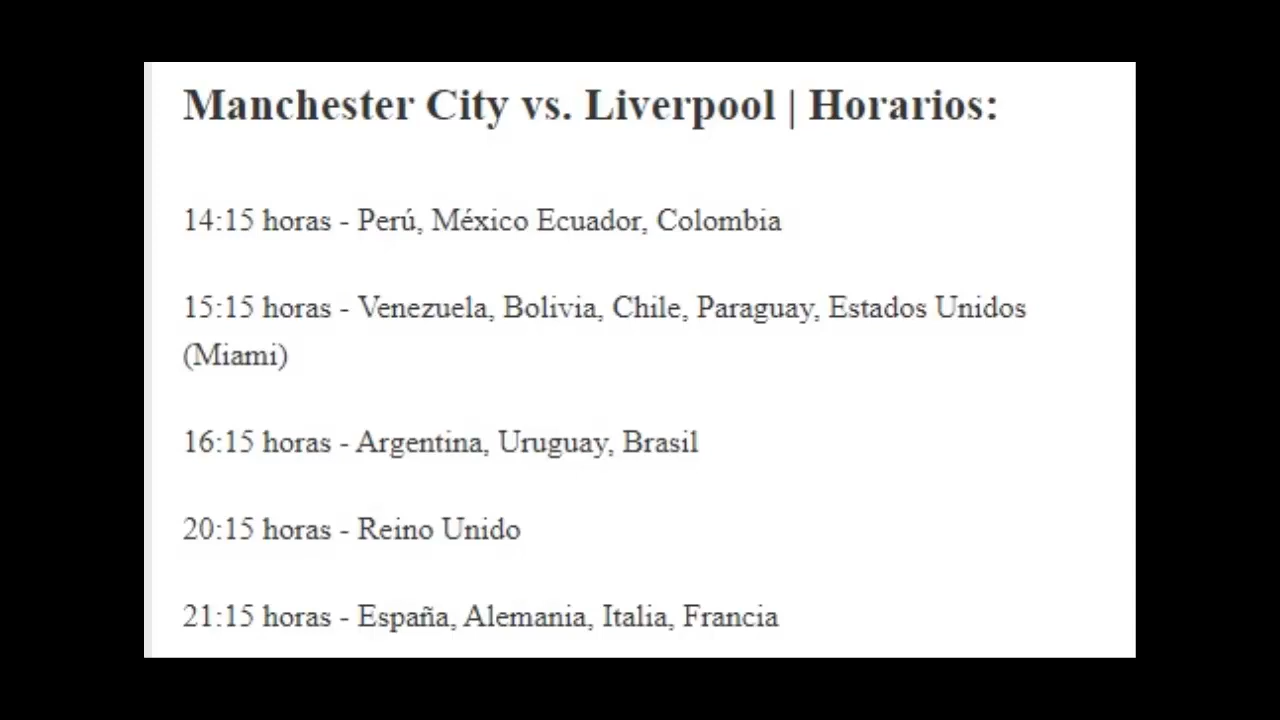 Manchester City vs. Liverpool | Horarios:
14:15 horas - Perú, México Ecuador, Colombia
15:15 horas - Venezuela, Bolivia, Chile, Paraguay, Estados Unidos
(Miami)
16:15 horas - Argentina, Uruguay, Brasil
20:15 horas - Reino Unido
21:15 horas - España, Alemania, Italia, Francia